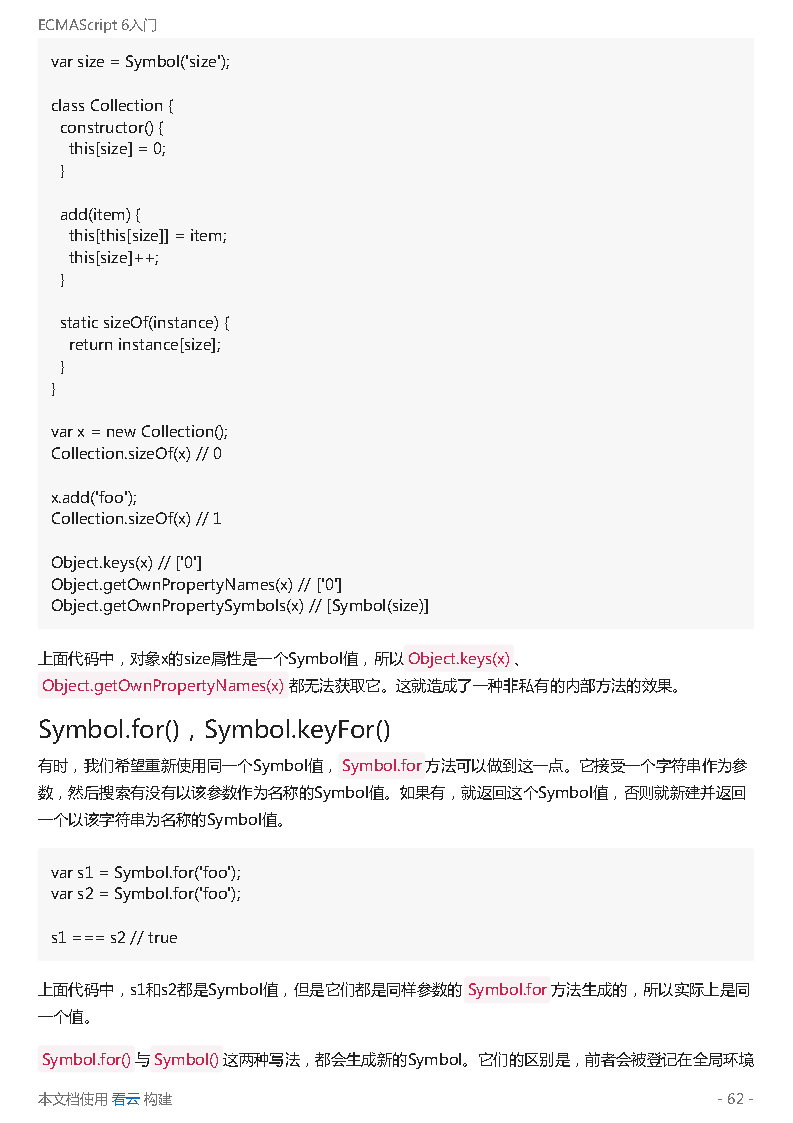 ECMAScript 6入门
var size = Symbol('size');
class Collection {
constructor() {
this[size] = 0;
}
add(item) {
this[this[size]] = item;
this[size]++;
}
static sizeOf(instance) {
return instance[size];
}
}
var x = new Collection();
Collection.sizeOf(x) // 0
x.add('foo');
Collection.sizeOf(x) // 1
Object.keys(x) // ['0']
Object.getOwnPropertyNames(x) // ['0']
Object.getOwnPropertySymbols(x) // [Symbol(size)]
上面代码中，对象x的size属性是一个Symbol值，所以 Object.keys(x) 、
Object.getOwnPropertyNames(x) 都无法获取它。这就造成了一种非私有的内部方法的效果。
Symbol.for()，Symbol.keyFor()
有时，我们希望重新使用同一个Symbol值， Symbol.for 方法可以做到这一点。它接受一个字符串作为参
数，然后搜索有没有以该参数作为名称的Symbol值。如果有，就返回这个Symbol值，否则就新建并返回
一个以该字符串为名称的Symbol值。
var s1 = Symbol.for('foo');
var s2 = Symbol.for('foo');
s1 === s2 // true
上面代码中，s1和s2都是Symbol值，但是它们都是同样参数的 Symbol.for 方法生成的，所以实际上是同
一个值。
Symbol.for() 与 Symbol() 这两种写法，都会生成新的Symbol。它们的区别是，前者会被登记在全局环境
本文档使用 看云 构建
- 62 -